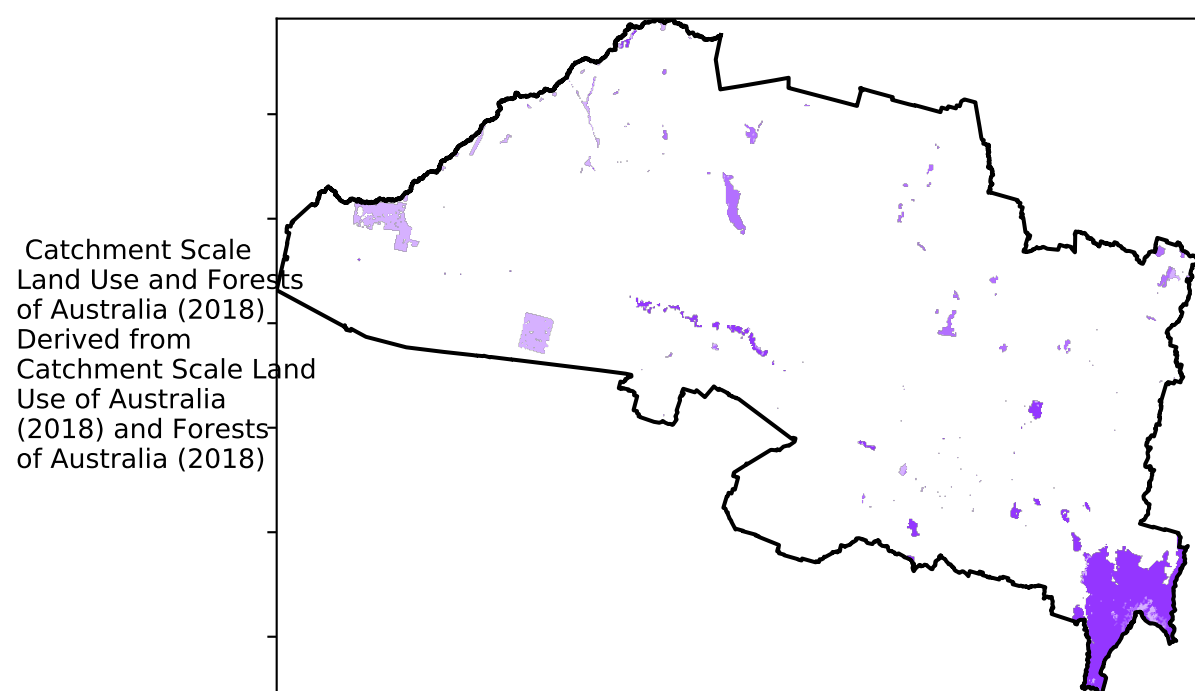 Catchment Scale
Land Use and Forests
of Australia (2018)
Derived from
Catchment Scale Land
Use of Australia
(2018) and Forests
of Australia (2018)